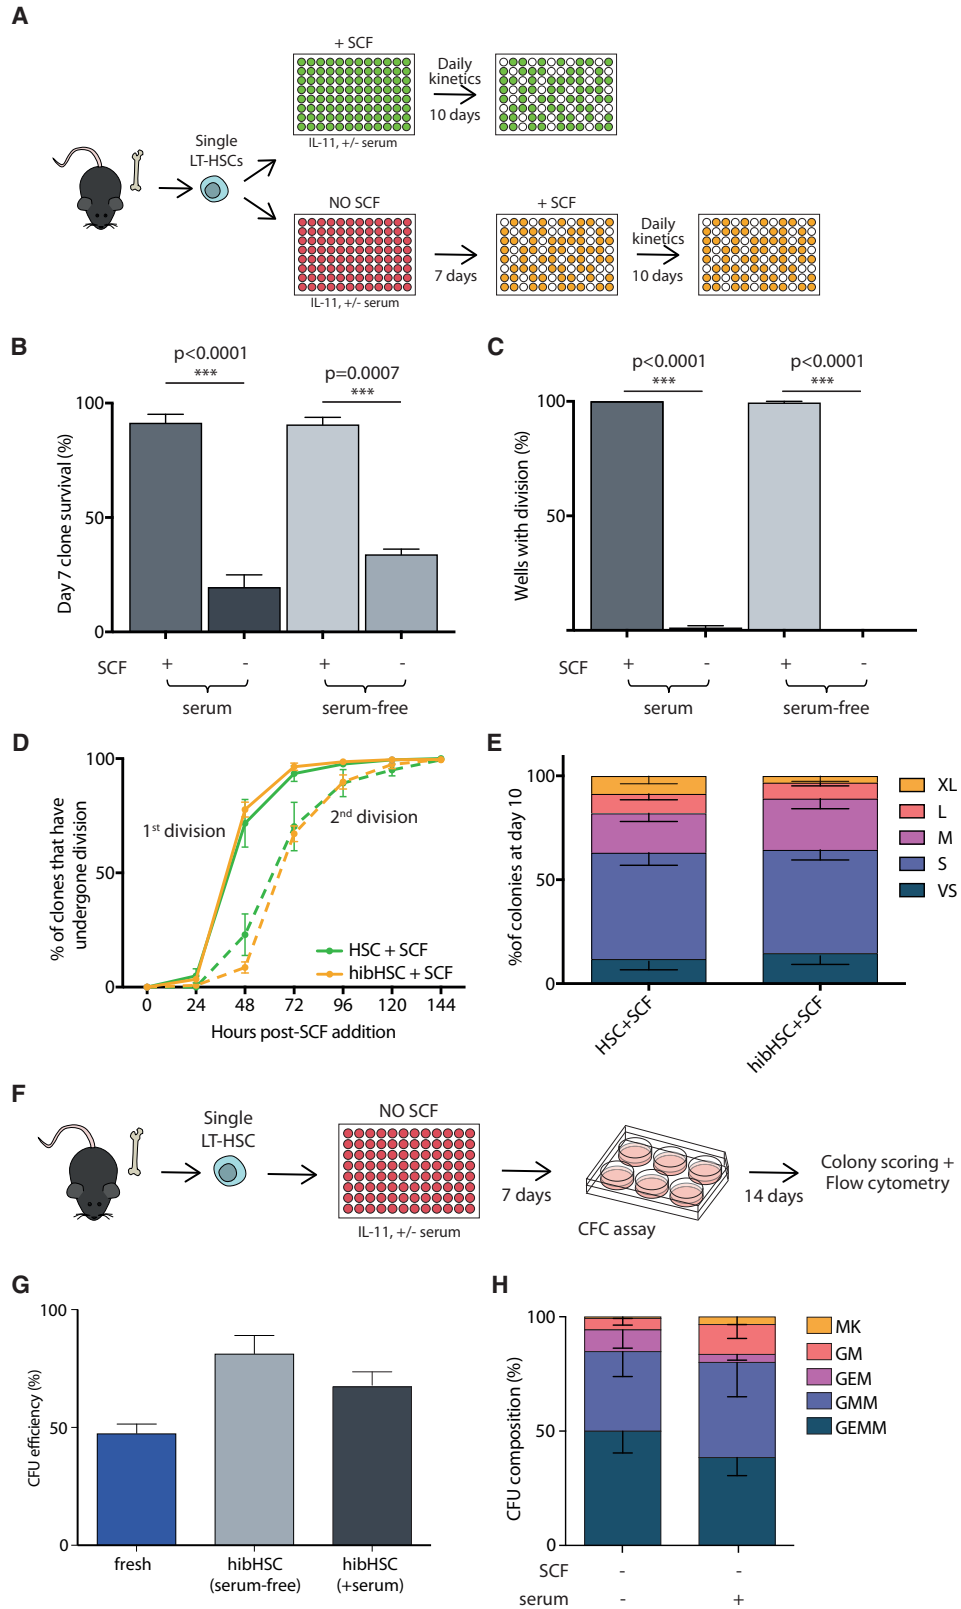 A
+ SCF
Daily
kinetics
10 days
IL-11, +/- serum
Single
LT-HSCs
NO SCF
+ SCF
Daily
kinetics
7 days
10 days
IL-11, +/- serum
B
p<0.0001
***
p=0.0007
***
Day 7 clone survival (%)
100
50
0
SCF + - + -
serum serum-free
C
p<0.0001
***
p<0.0001
***
Wells with division (%)
100
50
SCF + - + -
serum serum-free
D
% of clones that have
undergone division
100
50
0
1st division
2nd division
HSC + SCF
hibHSC + SCF
0 24 48 72 96 120 144
Hours post-SCF addition
E
%of colonies at day 10
100
50
0
XL
L
M
S
VS
HSC+SCF
hibHSC+SCF
F
Single
LT-HSC
NO SCF
IL-11, +/- serum
7 days
CFC assay
14 days
Colony scoring +
Flow cytometry
G
CFU efficiency (%)
100
50
0
fresh
hibHSC
(serum-free)
hibHSC
(+serum)
H
CFU composition (%)
100
50
0
MK
GM
GEM
GMM
GEMM
SCF - -
serum - +